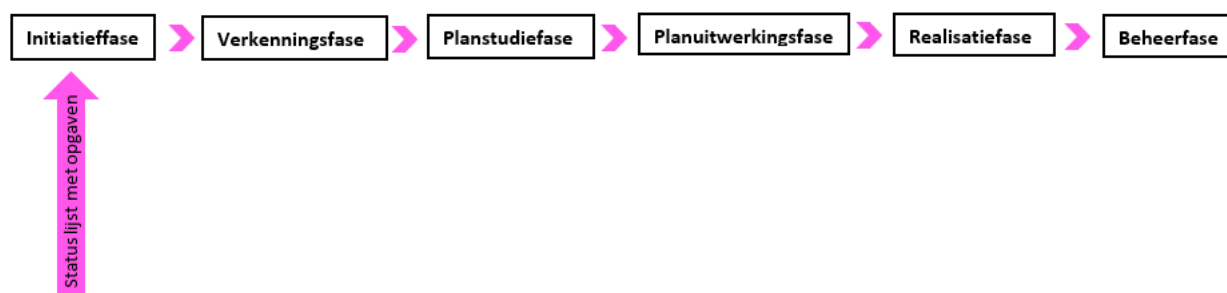 Initiatieffase
Verkenningsfase
Planstudiefase
Planuitwerkingsfase
Realisatiefase
Beheerfase
Status lijst met opgaven